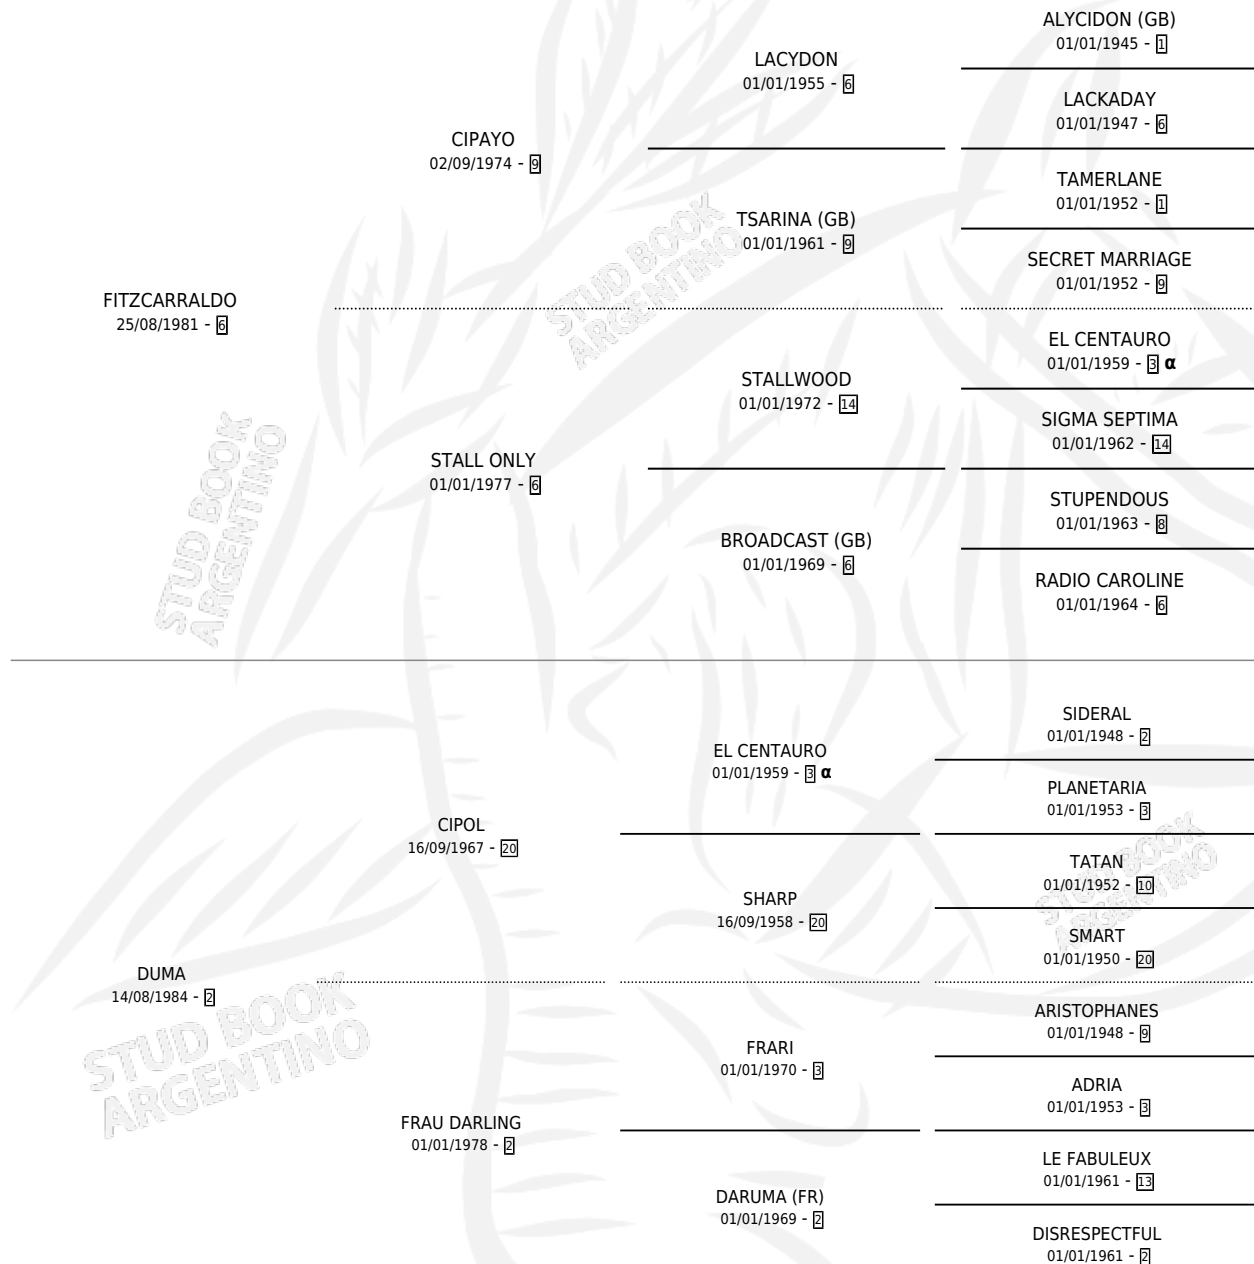 ALYCIDON (GB)
01/01/1945 - 1
LACYDON
01/01/1955 - 6
LACKADAY
01/01/1947 - 6
CIPAYO
02/09/1974 - 9
TAMERLANE
01/01/1952 - 1
TSARINA (GB)
01/01/1961 - 9
SECRET MARRIAGE
01/01/1952 - 9
FITZCARRALDO
25/08/1981 - 6
EL CENTAURO
01/01/1959 - 3 α
STALLWOOD
01/01/1972 - 14
SIGMA SEPTIMA
01/01/1962 - 14
STALL ONLY
01/01/1977 - 6
STUPENDOUS
01/01/1963 - 8
BROADCAST (GB)
01/01/1969 - 6
RADIO CAROLINE
01/01/1964 - 6
STUD BOOK
ARGENTINO
STUD BOOK
ARGENTINO
SIDERAL
01/01/1948 - 2
EL CENTAURO
01/01/1959 - 3 α
PLANETARIA
01/01/1953 - 3
CIPOL
16/09/1967 - 20
TATAN
01/01/1952 - 10
SHARP
16/09/1958 - 20
SMART
01/01/1950 - 20
DUMA
14/08/1984 - 2
ARISTOPHANES
01/01/1948 - 9
FRARI
01/01/1970 - 3
ADRIA
01/01/1953 - 3
FRAU DARLING
01/01/1978 - 2
LE FABULEUX
01/01/1961 - 13
DARUMA (FR)
01/01/1969 - 2
DISRESPECTFUL
01/01/1961 - 2
STUD BOOK
ARGENTINO
STUD BOOK
ARGENTINO